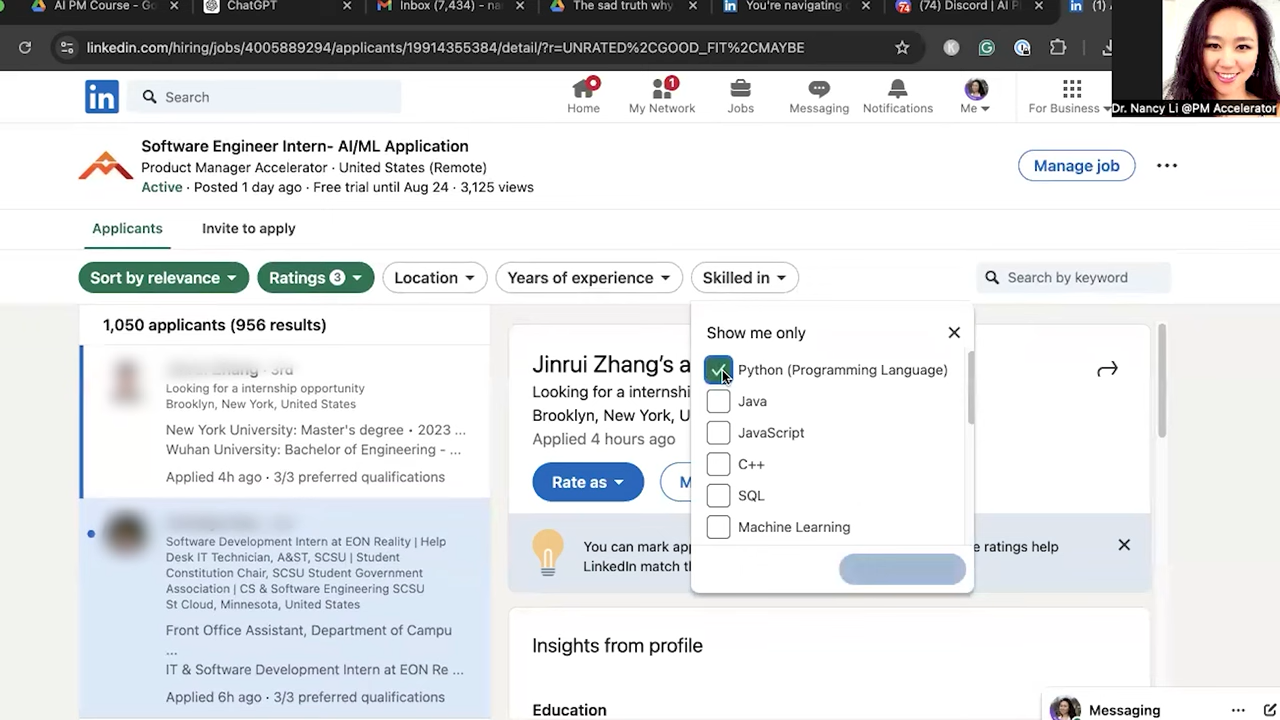 AI PM Course - Go
ChatGPT
Inbox (7,434) - na
The sad truth why
You're navigating
(74) Discord | AI P
(1)
linkedin.com/hiring/jobs/4005889294/applicants/19914355384/detail/?r=UNRATED%2CGOOD_FIT%2CMAYBE
Dr. Nancy Li @PM Accelerator
in
Search
Home
1
My Network
Jobs
Messaging
Notifications
Me
For Business
Software Engineer Intern- AI/ML Application
Product Manager Accelerator · United States (Remote)
Active · Posted 1 day ago · Free trial until Aug 24 · 3,125 views
Manage job
Applicants
Invite to apply
Sort by relevance
Ratings 3
Location
Years of experience
Skilled in
Search by keyword
1,050 applicants (956 results)
3rd
Looking for a internship opportunity
Brooklyn, New York, United States
New York University: Master's degree • 2023 ...
Wuhan University: Bachelor of Engineering - ...
Applied 4h ago · 3/3 preferred qualifications
Software Development Intern at EON Reality | Help
Desk IT Technician, A&ST, SCSU | Student
Constitution Chair, SCSU Student Government
Association | CS & Software Engineering SCSU
St Cloud, Minnesota, United States
Front Office Assistant, Department of Campu
...
IT & Software Development Intern at EON Re ...
Applied 6h ago · 3/3 preferred qualifications
Jinrui Zhang's a
Looking for a internshi
Brooklyn, New York, U
Applied 4 hours ago
Rate as
M
Show me only
Python (Programming Language)
Java
JavaScript
C++
SQL
Machine Learning
You can mark app
e ratings help
LinkedIn match th
Insights from profile
Education
Messaging